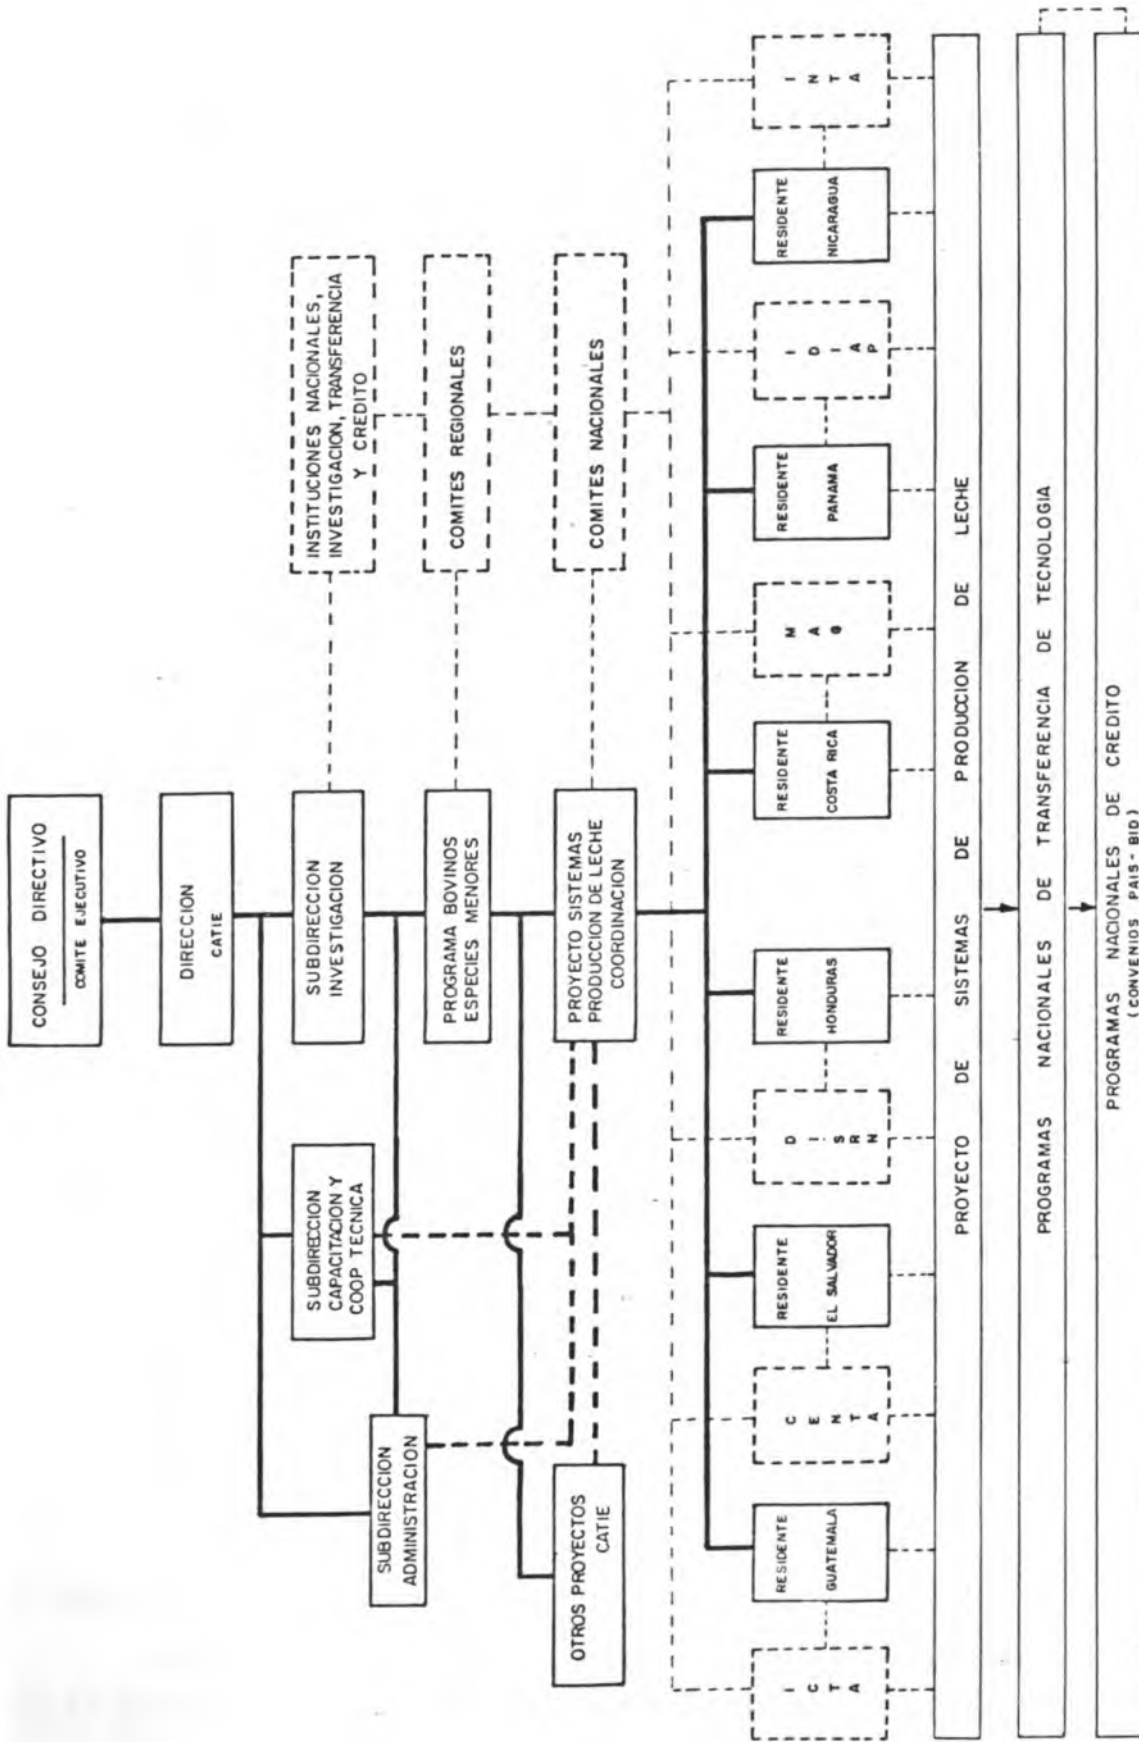 CONSEJO DIRECTIVO
COMITE EJECUTIVO
DIRECCION
CATIE
SUBDIRECCION
INVESTIGACION
SUBDIRECCION
CAPACITACION Y
COOP TECNICA
SUBDIRECCION
ADMINISTRACION
INSTITUCIONES NACIONALES,
INVESTIGACION, TRANSFERENCIA
Y CREDITO
PROGRAMA BOVINOS
ESPECIES MENORES
COMITES REGIONALES
OTROS PROYECTOS
CATIE
PROYECTO SISTEMAS
PRODUCCION DE LECHE
COORDINACION
COMITES NACIONALES
ICTA
RESIDENTE
GUATEMALA
CENTA
RESIDENTE
EL SALVADOR
DISRN
RESIDENTE
HONDURAS
RESIDENTE
COSTA RICA
MAG
RESIDENTE
PANAMA
IDIAP
RESIDENTE
NICARAGUA
INTA
PROYECTO DE SISTEMAS DE PRODUCCION DE LECHE
PROGRAMAS NACIONALES DE TRANSFERENCIA DE TECNOLOGIA
PROGRAMAS NACIONALES DE CREDITO
(CONVENIOS PAIS - BID)